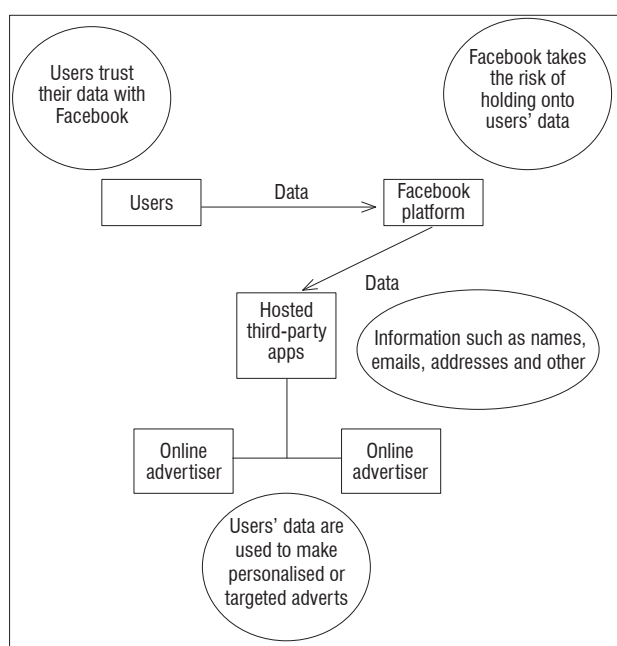 Users trust
their data with
Facebook
Facebook takes
the risk of
holding onto
users' data
Users
Data
Facebook
platform
Data
Hosted
third-party
apps
Information such as names,
emails, addresses and other
Online
advertiser
Online
advertiser
Users' data are
used to make
personalised or
targeted adverts